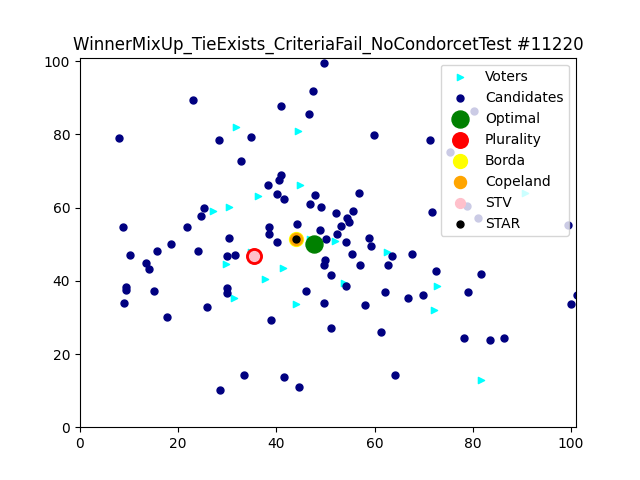 WinnerMixUp_TieExists_CriteriaFail_NoCondorcetTest #11220
100
80
60
40
20
0
0 20 40 60 80 100
Voters
Candidates
Optimal
Plurality
Borda
Copeland
STV
STAR